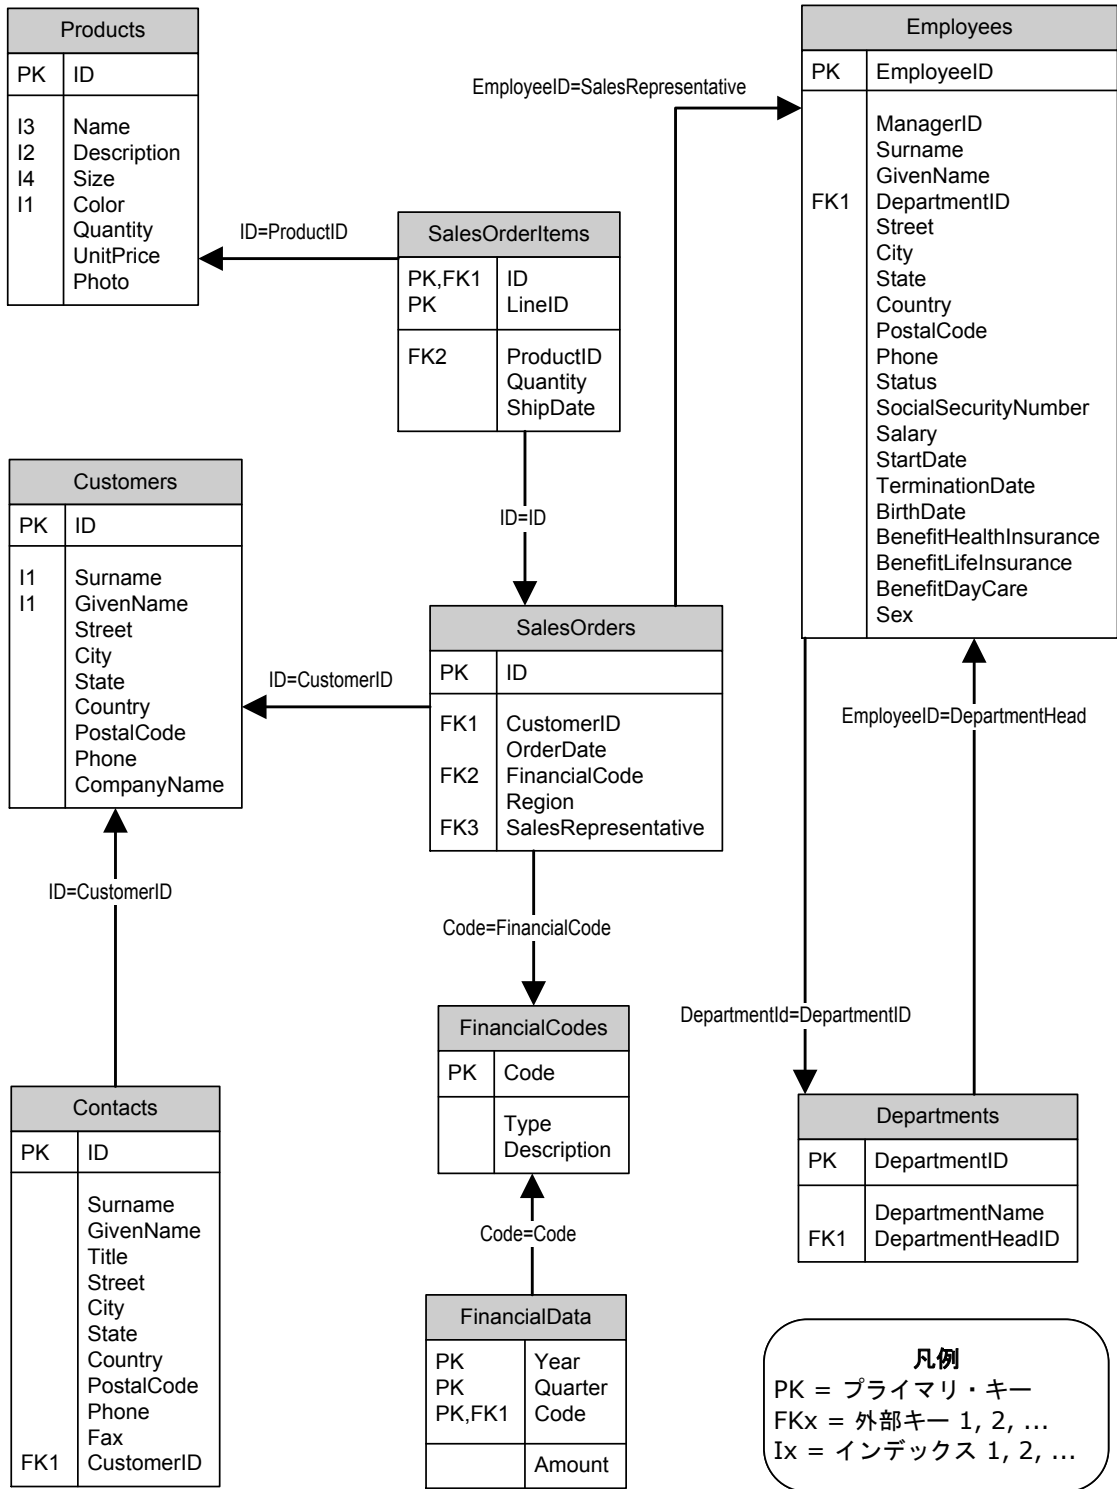 Products
PK ID
I3 Name
I2 Description
I4 Size
I1 Color
Quantity
UnitPrice
Photo
ID=ProductID
SalesOrderItems
PK,FK1 ID
PK LineID
FK2 ProductID
Quantity
ShipDate
EmployeeID=SalesRepresentative
Employees
PK EmployeeID
ManagerID
Surname
GivenName
FK1 DepartmentID
Street
City
State
Country
PostalCode
Phone
Status
SocialSecurityNumber
Salary
StartDate
TerminationDate
BirthDate
BenefitHealthInsurance
BenefitLifeInsurance
BenefitDayCare
Sex
ID=ID
Customers
PK ID
I1 Surname
I1 GivenName
Street
City
State
Country
PostalCode
Phone
CompanyName
ID=CustomerID
SalesOrders
PK ID
FK1 CustomerID
OrderDate
FK2 FinancialCode
Region
FK3 SalesRepresentative
EmployeeID=DepartmentHead
ID=CustomerID
Code=FinancialCode
DepartmentId=DepartmentID
FinancialCodes
PK Code
Type
Description
Contacts
PK ID
Surname
GivenName
Title
Street
City
State
Country
PostalCode
Phone
Fax
FK1 CustomerID
Departments
PK DepartmentID
DepartmentName
FK1 DepartmentHeadID
Code=Code
FinancialData
PK Year
PK Quarter
PK,FK1 Code
Amount
凡例
PK = プライマリ・キー
FKx = 外部キー 1, 2, ...
Ix = インデックス 1, 2, ...